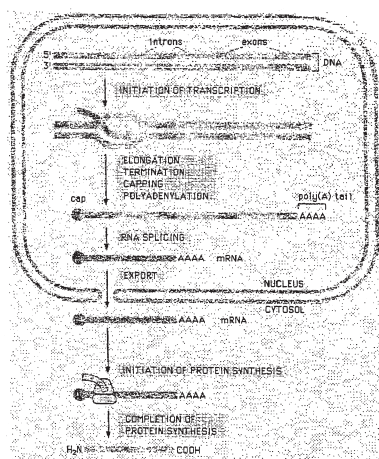 introns exons
5'
3'
DNA
INITIATION OF TRANSCRIPTION
ELONGATION
TERMINATION
CAPPING
POLYADENYLATION
poly(A) tail
cap
AAAA
RNA SPLICING
AAAA mRNA
EXPORT
NUCLEUS
CYTOSOL
AAAA mRNA
INITIATION OF PROTEIN SYNTHESIS
AAAA
COMPLETION OF
PROTEIN SYNTHESIS
H₂N COOH